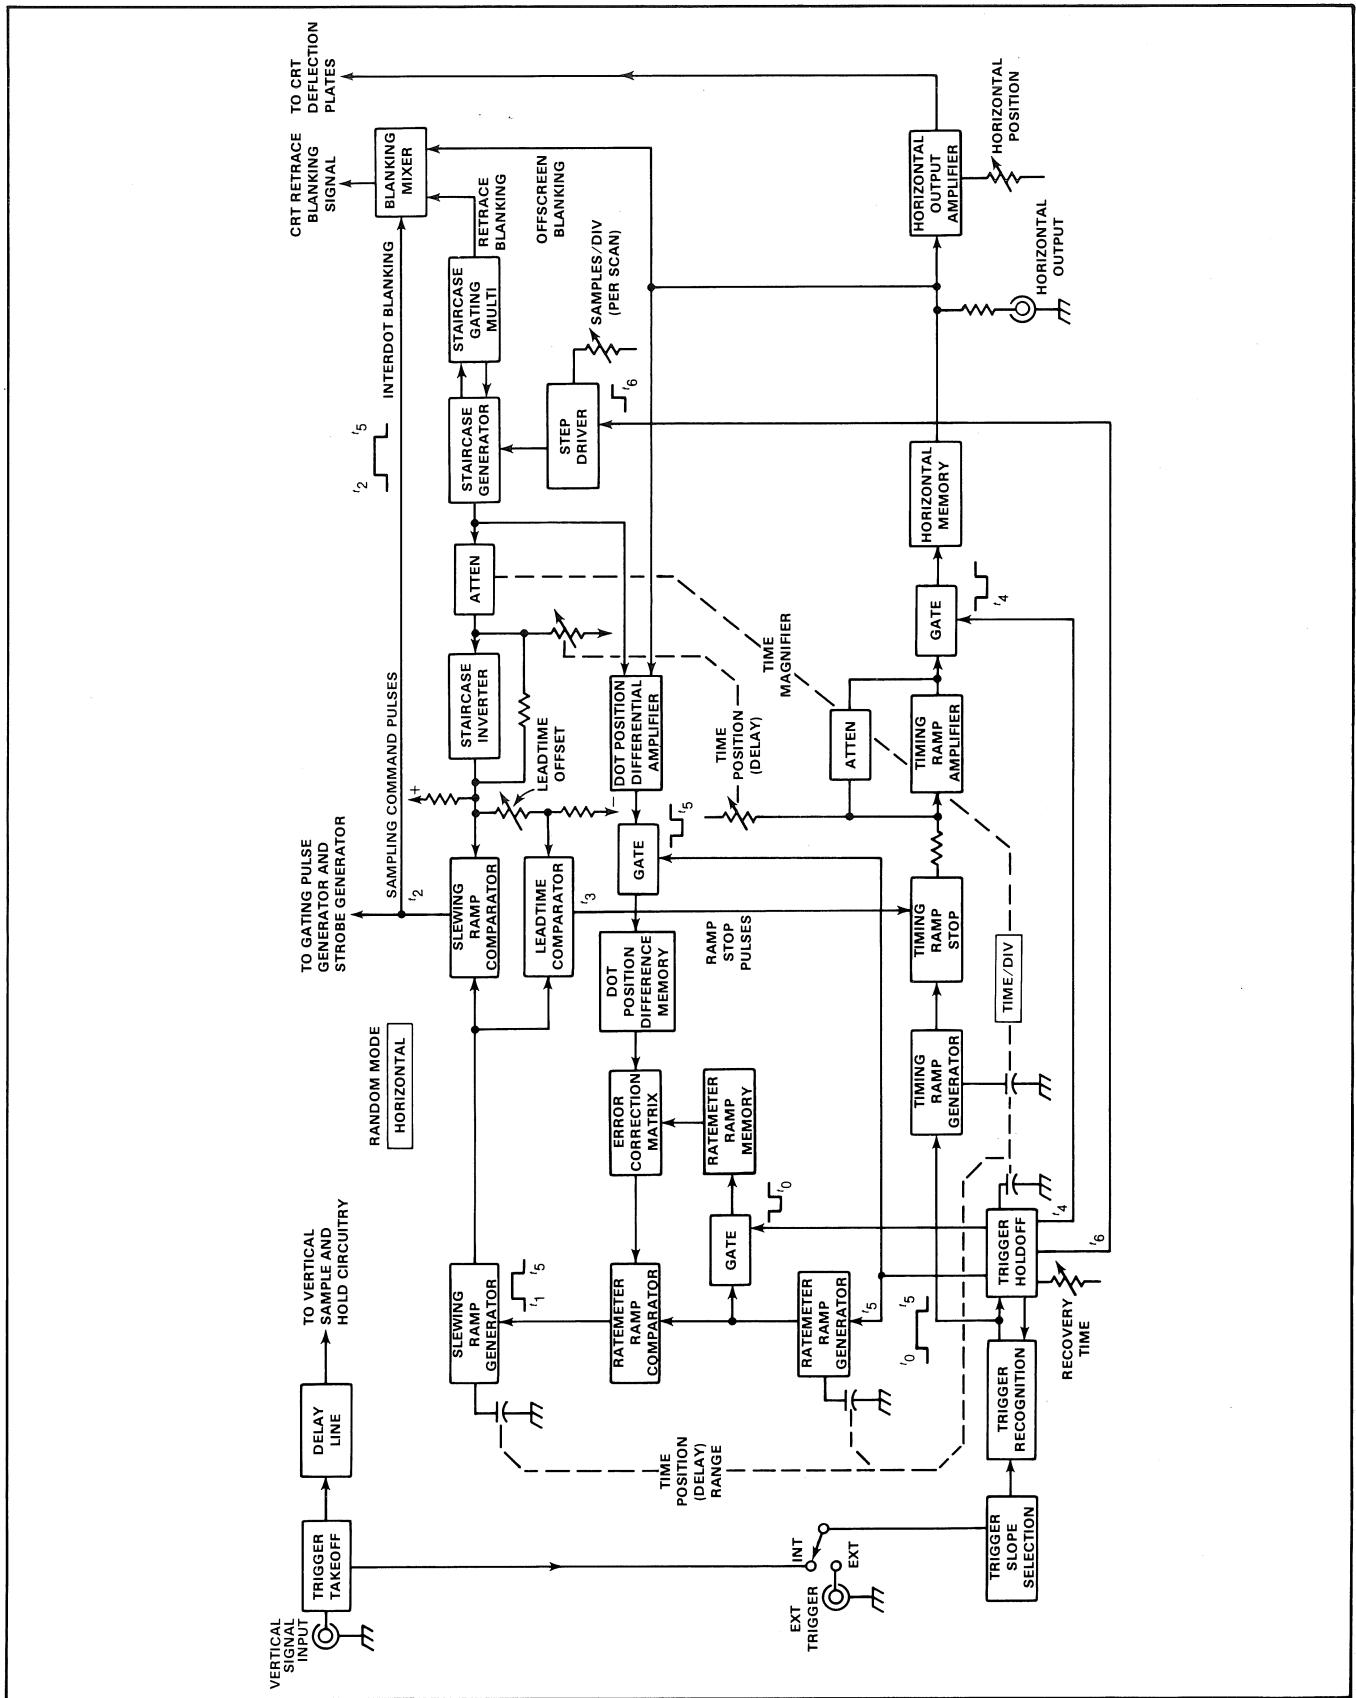 VERTICAL
SIGNAL
INPUT
TRIGGER
TAKEOFF
DELAY
LINE
TO VERTICAL
SAMPLE AND
HOLD CIRCUITRY
RANDOM MODE
HORIZONTAL
TO GATING PULSE
GENERATOR AND
STROBE GENERATOR
SAMPLING COMMAND PULSES
t2
t2
t5
INTERDOT BLANKING
CRT RETRACE
BLANKING
SIGNAL
TO CRT
DEFLECTION
PLATES
BLANKING
MIXER
RETRACE
BLANKING
OFFSCREEN
BLANKING
SLEWING
RAMP
GENERATOR
t1
t5
SLEWING
RAMP
COMPARATOR
+
STAIRCASE
INVERTER
ATTEN
STAIRCASE
GENERATOR
STAIRCASE
GATING
MULTI
LEADTIME
COMPARATOR
t3
LEADTIME
OFFSET
−
STEP
DRIVER
t6
SAMPLES/DIV
(PER SCAN)
RATEMETER
RAMP
COMPARATOR
ERROR
CORRECTION
MATRIX
DOT
POSITION
DIFFERENCE
MEMORY
GATE
t5
DOT POSITION
DIFFERENTIAL
AMPLIFIER
TIME
POSITION
(DELAY)
RANGE
GATE
t0
RATEMETER
RAMP
MEMORY
RAMP
STOP
PULSES
TIME
POSITION
(DELAY)
TIME
MAGNIFIER
INT
EXT
EXT
TRIGGER
RATEMETER
RAMP
GENERATOR
t5
ATTEN
t0
t5
TIMING
RAMP
GENERATOR
TIMING
RAMP
STOP
TIMING
RAMP
AMPLIFIER
GATE
t4
HORIZONTAL
MEMORY
HORIZONTAL
OUTPUT
AMPLIFIER
HORIZONTAL
POSITION
HORIZONTAL
OUTPUT
TRIGGER
SLOPE
SELECTION
TRIGGER
RECOGNITION
TRIGGER
HOLDOFF
TIME/DIV
RECOVERY
TIME
t4
t6